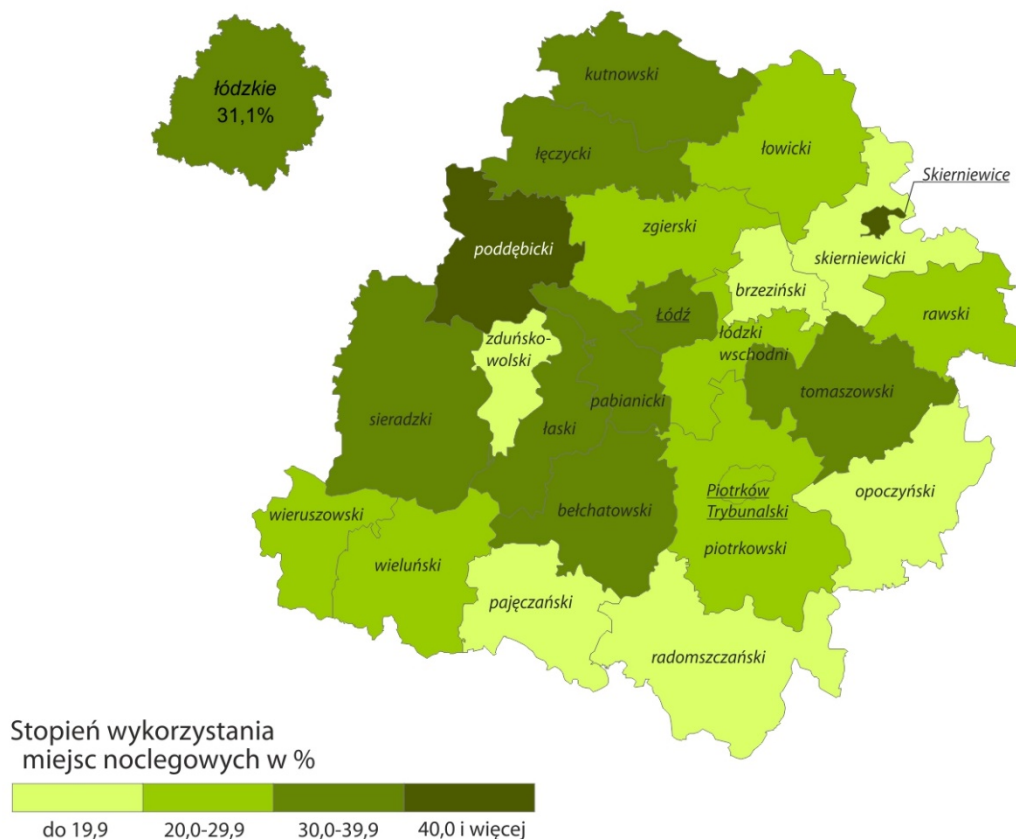 łódzkie
31,1%
kutnowski
łęczycki
łowicki
Skierniewice
zgierski
poddębicki
skierniewicki
brzeziński
Łódź
rawski
łódzki
wschodni
zduńsko-
wolski
tomaszowski
pabianicki
sieradzki
łaski
opoczyński
Piotrków
Trybunalski
bełchatowski
wieruszowski
piotrkowski
wieluński
pajęczański
radomszczański
Stopień wykorzystania
miejsc noclegowych w %
do 19,9 20,0-29,9 30,0-39,9 40,0 i więcej